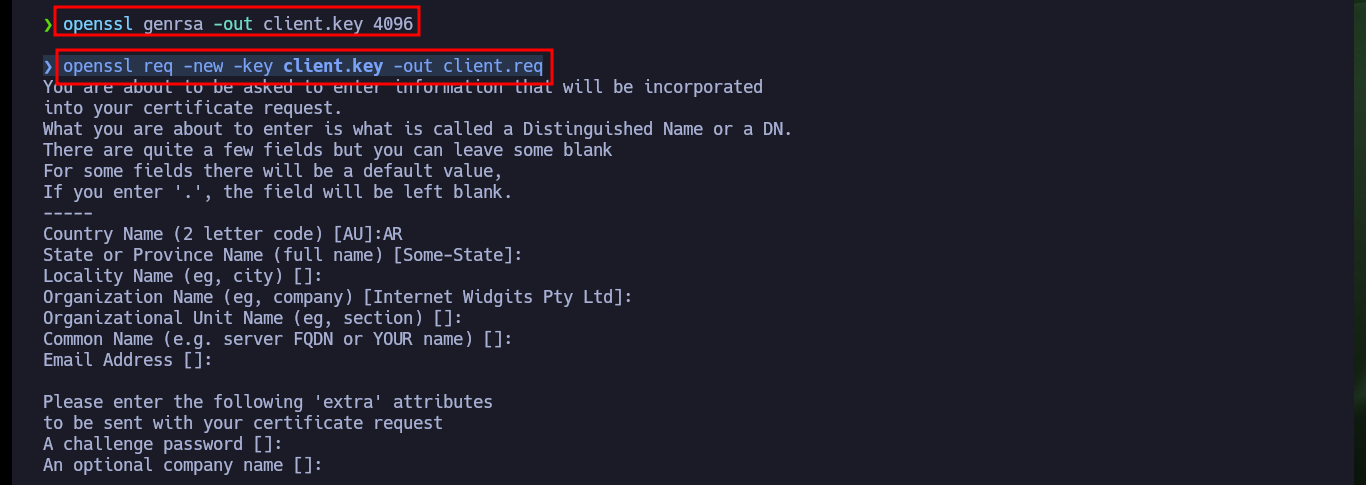 ❯ openssl genrsa -out client.key 4096
❯ openssl req -new -key client.key -out client.req
You are about to be asked to enter information that will be incorporated
into your certificate request.
What you are about to enter is what is called a Distinguished Name or a DN.
There are quite a few fields but you can leave some blank
For some fields there will be a default value,
If you enter '.', the field will be left blank.
-----
Country Name (2 letter code) [AU]:AR
State or Province Name (full name) [Some-State]:
Locality Name (eg, city) []:
Organization Name (eg, company) [Internet Widgits Pty Ltd]:
Organizational Unit Name (eg, section) []:
Common Name (e.g. server FQDN or YOUR name) []:
Email Address []:
Please enter the following 'extra' attributes
to be sent with your certificate request
A challenge password []:
An optional company name []: